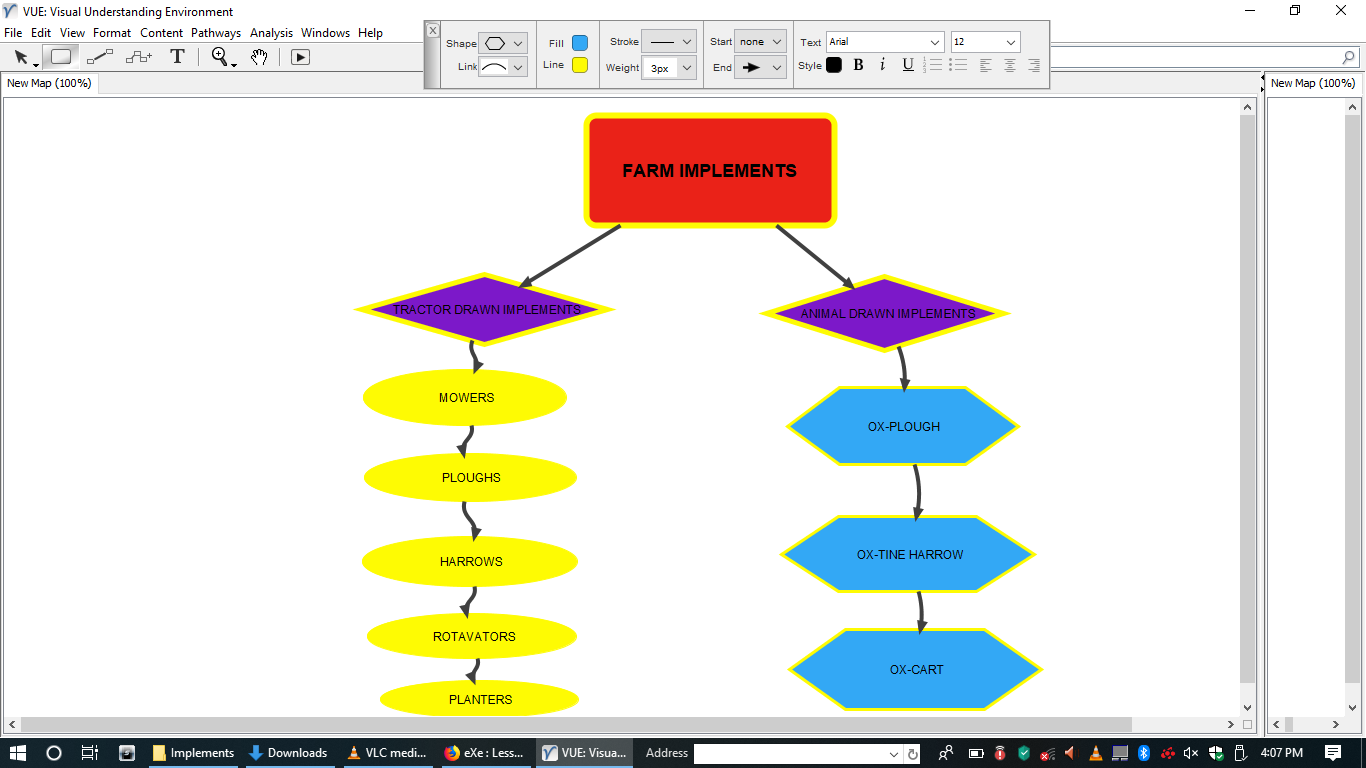 VUE: Visual Understanding Environment
File Edit View Format Content Pathways Analysis Windows Help
Shape Fill Stroke Start none Text Arial 12
Link Line Weight 3px End Style B i U
New Map (100%) New Map (100%)
FARM IMPLEMENTS
TRACTOR DRAWN IMPLEMENTS
ANIMAL DRAWN IMPLEMENTS
MOWERS
OX-PLOUGH
PLOUGHS
OX-TINE HARROW
HARROWS
ROTAVATORS
OX-CART
PLANTERS
Implements Downloads VLC medi... eXe : Less... VUE: Visua... Address 4:07 PM